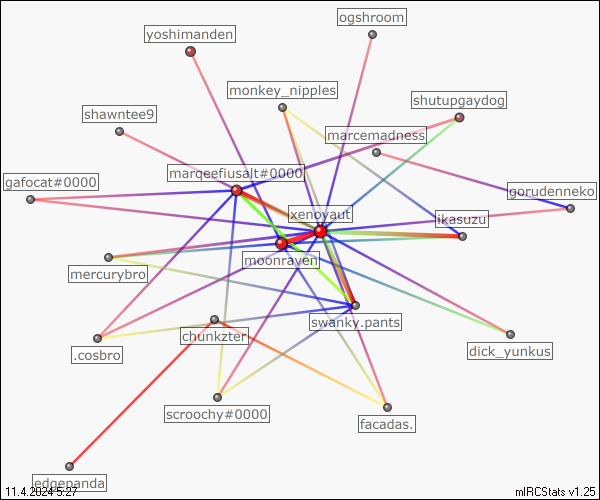 ogshroom
yoshimanden
monkey_nipples
shutupgaydog
shawntee9
marcemadness
marqeefiusalt#0000
gafocat#0000
gorudenneko
xenoyaut
ikasuzu
moonraven
mercurybro
swanky.pants
chunkzter
.cosbro
dick_yunkus
scroochy#0000
facadas.
edgepanda
11.4.2024 5:27
mIRCStats v1.25